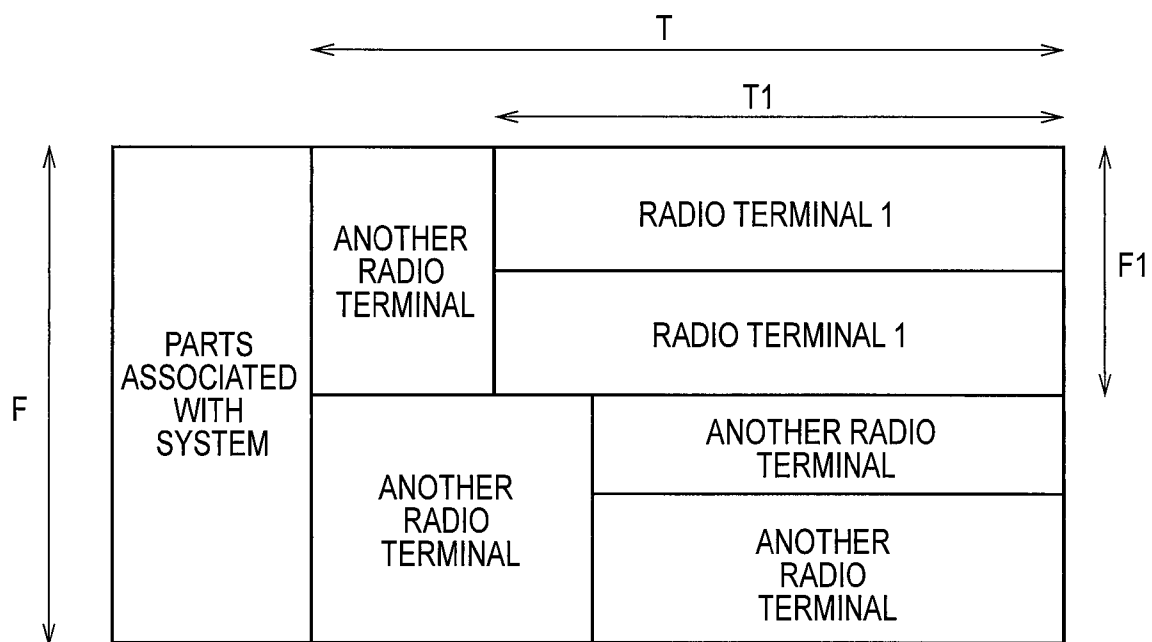 T
T1
RADIO TERMINAL 1
ANOTHER
RADIO
TERMINAL
F1
RADIO TERMINAL 1
PARTS
ASSOCIATED
WITH
SYSTEM
F
ANOTHER RADIO
TERMINAL
ANOTHER
RADIO
TERMINAL
ANOTHER
RADIO
TERMINAL